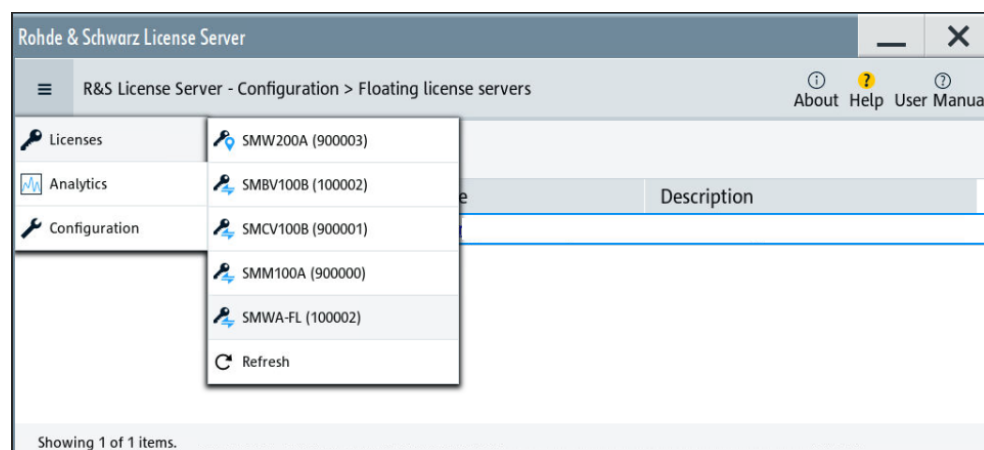 Rohde & Schwarz License Server
R&S License Server - Configuration > Floating license servers
About Help User Manua
Licenses
Analytics
Configuration
SMW200A (900003)
SMBV100B (100002)
SMCV100B (900001)
SMM100A (900000)
SMWA-FL (100002)
Refresh
Description
Showing 1 of 1 items.